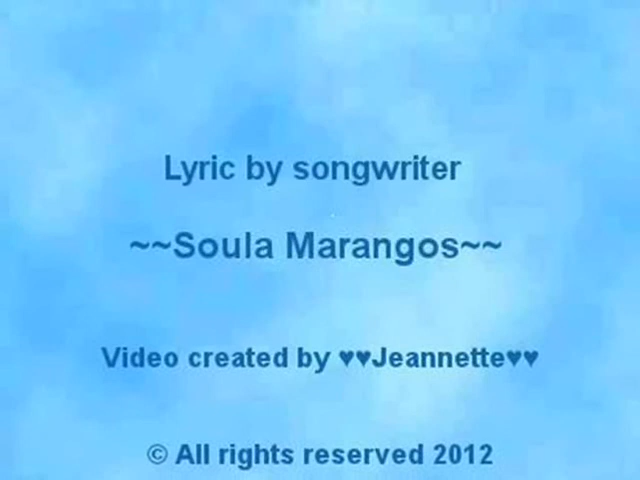 Lyric by songwriter
~~Soula Marangos~~
Video created by ♥♥Jeannette♥♥
© All rights reserved 2012